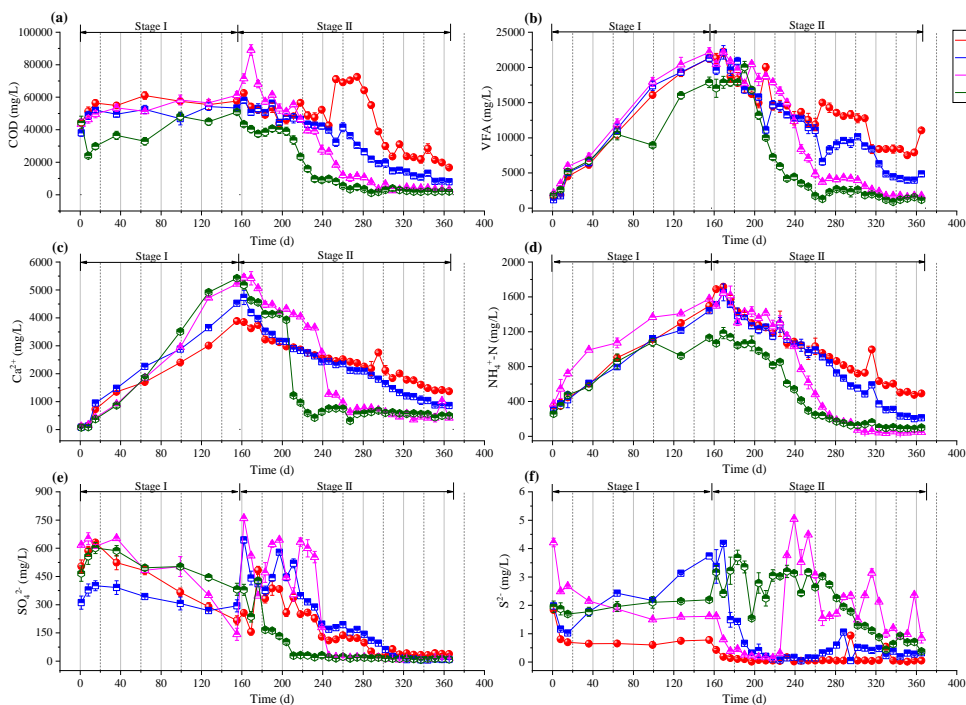 (a) Stage I Stage II
100000
80000
60000
40000
20000
0
COD (mg/L)
0 40 80 120 160 200 240 280 320 360 400
Time (d)
(b) Stage I Stage II
25000
20000
15000
10000
5000
0
VFA (mg/L)
0 40 80 120 160 200 240 280 320 360 400
Time (d)
(c) Stage I Stage II
6000
5000
4000
3000
2000
1000
0
Ca²⁺ (mg/L)
0 40 80 120 160 200 240 280 320 360 400
Time (d)
(d) Stage I Stage II
2000
1600
1200
800
400
0
NH₄⁺-N (mg/L)
0 40 80 120 160 200 240 280 320 360 400
Time (d)
(e) Stage I Stage II
900
750
600
450
300
150
0
SO₄²⁻ (mg/L)
0 40 80 120 160 200 240 280 320 360 400
Time (d)
(f) Stage I Stage II
6
5
4
3
2
1
0
S²⁻ (mg/L)
0 40 80 120 160 200 240 280 320 360 400
Time (d)